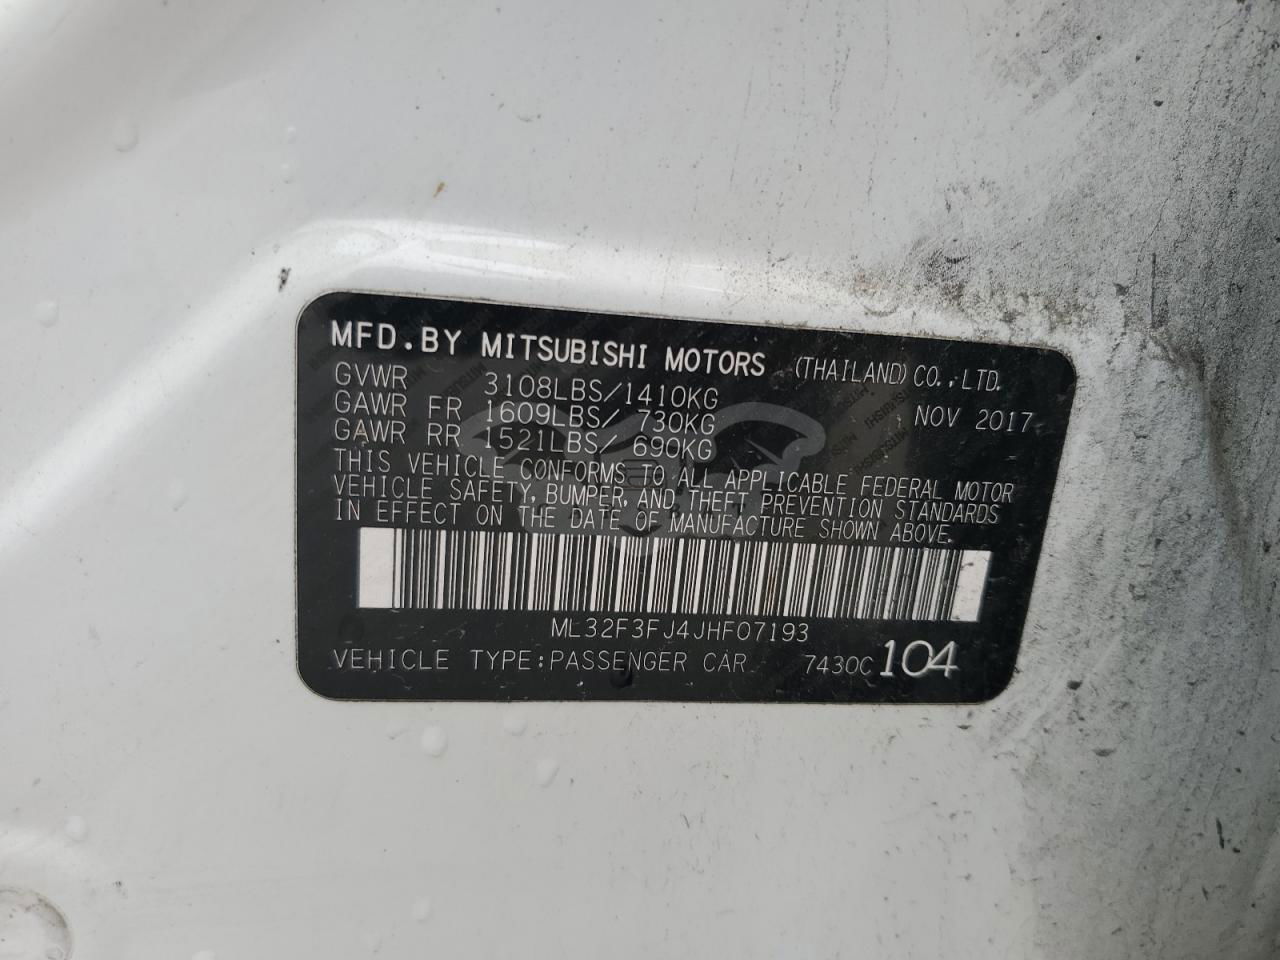 MFD.BY MITSUBISHI MOTORS (THAILAND) CO.,LTD.
GVWR 3108LBS/1410KG NOV 2017
GAWR FR 1609LBS/ 730KG
GAWR RR 1521LBS/ 690KG
THIS VEHICLE CONFORMS TO ALL APPLICABLE FEDERAL MOTOR
VEHICLE SAFETY, BUMPER, AND, THEFT PREVENTION STANDARDS
IN EFFECT ON THE DATE OF MANUFACTURE SHOWN ABOVE.
ML32F3FJ4JHF07193
VEHICLE TYPE:PASSENGER CAR 7430C 104